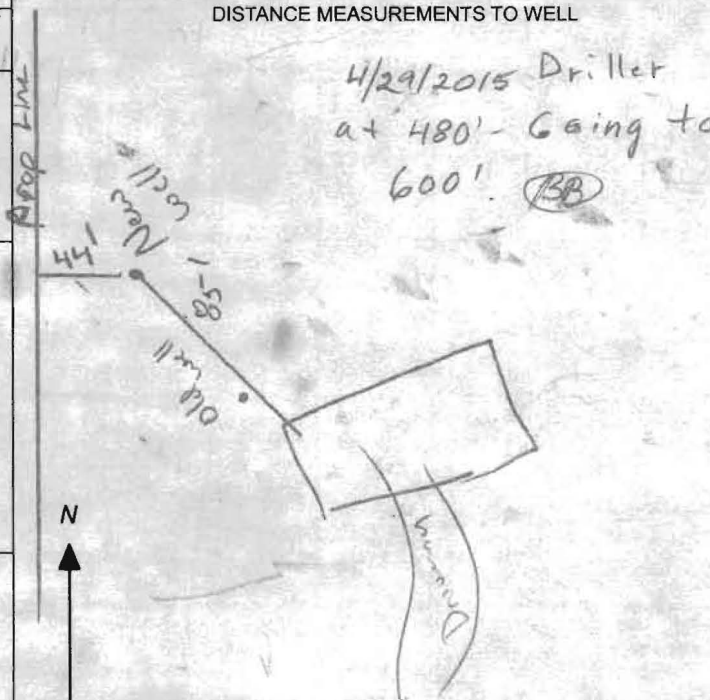 DISTANCE MEASUREMENTS TO WELL
4/29/2015 Driller
at 480' - Going to
600'. BB
Prop Line
44'
New
well
85'
Old well
N
Driveway